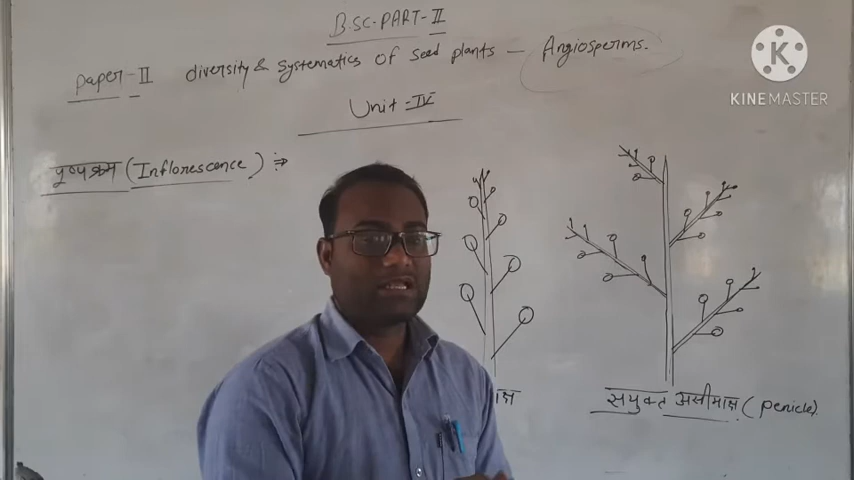 B.SC-PART-II
Paper-II diversity & systematics of seed plants - Angiosperms.
Unit-IV
पुष्पक्रम (Inflorescence) ⇒
KINEMASTER
संयुक्त असीमाक्ष (Penicle).